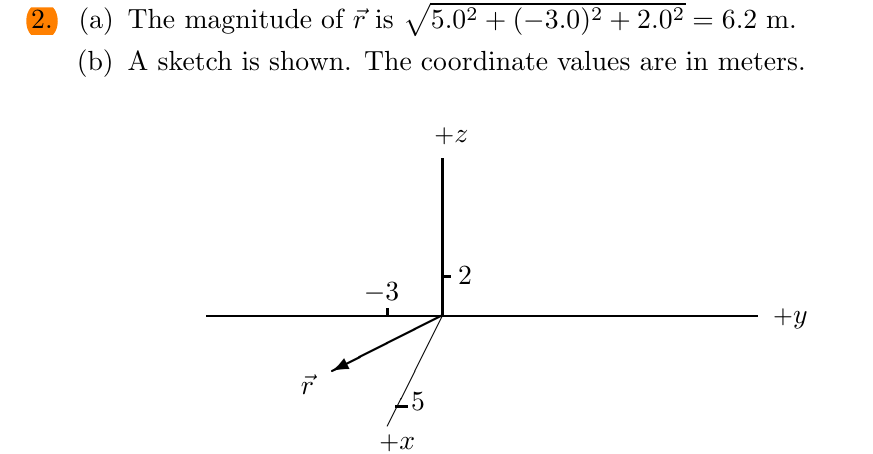 2. (a) The magnitude of $\vec{r}$ is $\sqrt{5.0^2 + (-3.0)^2 + 2.0^2}$ = 6.2 m.
(b) A sketch is shown. The coordinate values are in meters.
+z
2
−3
+y
$\vec{r}$
5
+x